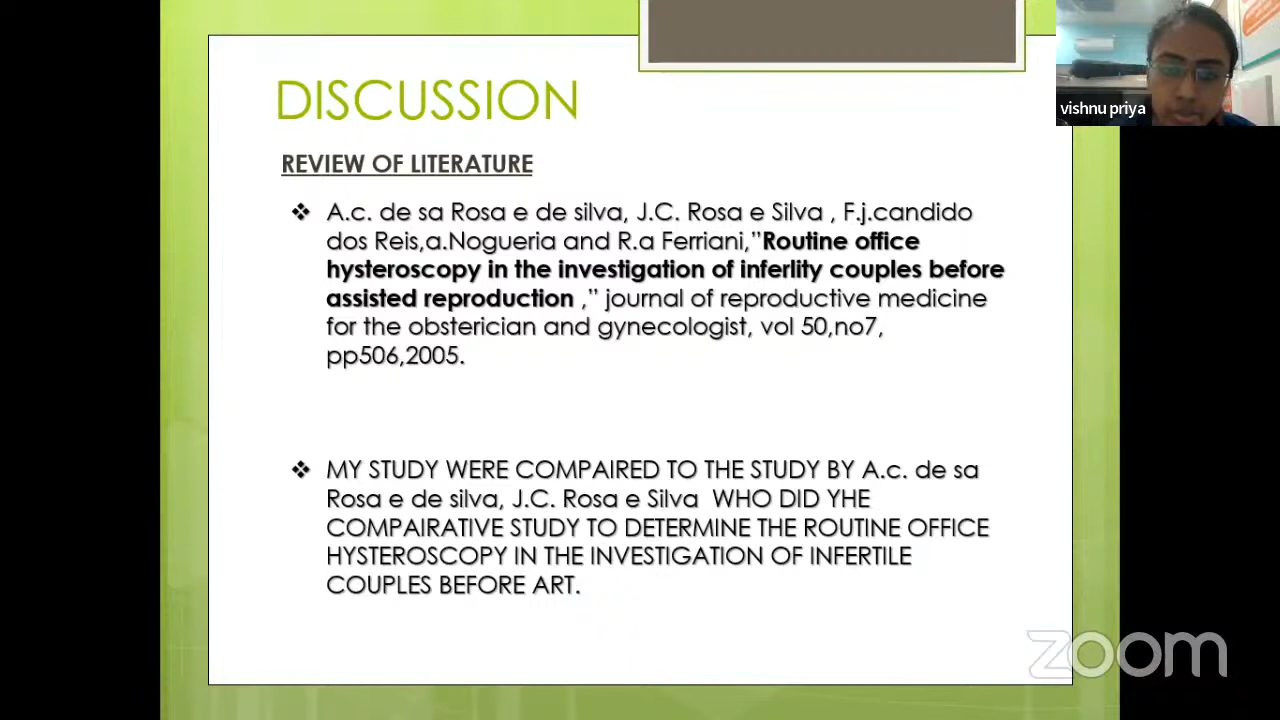 DISCUSSION
vishnu priya
REVIEW OF LITERATURE
❖ A.c. de sa Rosa e de silva, J.C. Rosa e Silva , F.j.candido
dos Reis,a.Nogueria and R.a Ferriani,”Routine office
hysteroscopy in the investigation of inferlity couples before
assisted reproduction ,” journal of reproductive medicine
for the obsterician and gynecologist, vol 50,no7,
pp506,2005.
❖ MY STUDY WERE COMPAIRED TO THE STUDY BY A.c. de sa
Rosa e de silva, J.C. Rosa e Silva WHO DID YHE
COMPAIRATIVE STUDY TO DETERMINE THE ROUTINE OFFICE
HYSTEROSCOPY IN THE INVESTIGATION OF INFERTILE
COUPLES BEFORE ART.
zoom